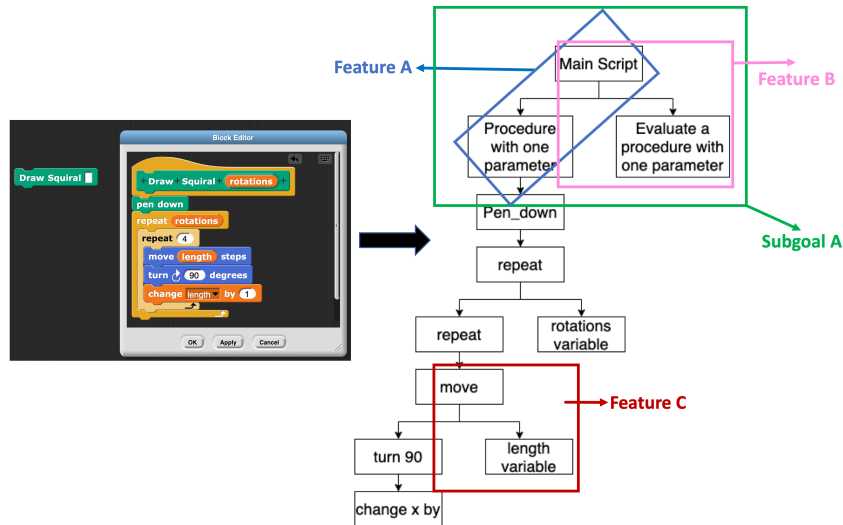 Draw Squiral
Block Editor
+ Draw + Squiral + rotations +
pen down
repeat rotations
repeat 4
move length steps
turn 90 degrees
change length by 1
OK Apply Cancel
Feature A
Main Script
Feature B
Procedure
with one
parameter
Evaluate a
procedure with
one parameter
Pen_down
Subgoal A
repeat
repeat
rotations
variable
move
Feature C
turn 90
length
variable
change x by